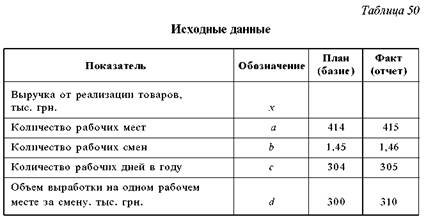 Таблица 50
Исходные данные
Показатель Обозначение План (базис) Факт (отчет)
Выручка от реализации товаров, тыс. грн. x
Количество рабочих мест a 414 415
Количество рабочих смен b 1.45 1,46
Количество рабочих дней в году c 304 305
Объем выработки на одном рабочем месте за смену. тыс. грн. d 300 310